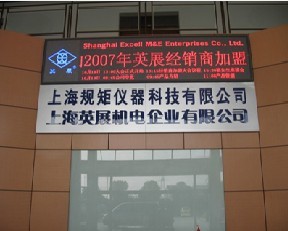 Shanghai Excell M&E Enterprises Co., Ltd.
2007年英展经销商加盟
英展
上海规矩仪器科技有限公司
上海英展机电企业有限公司